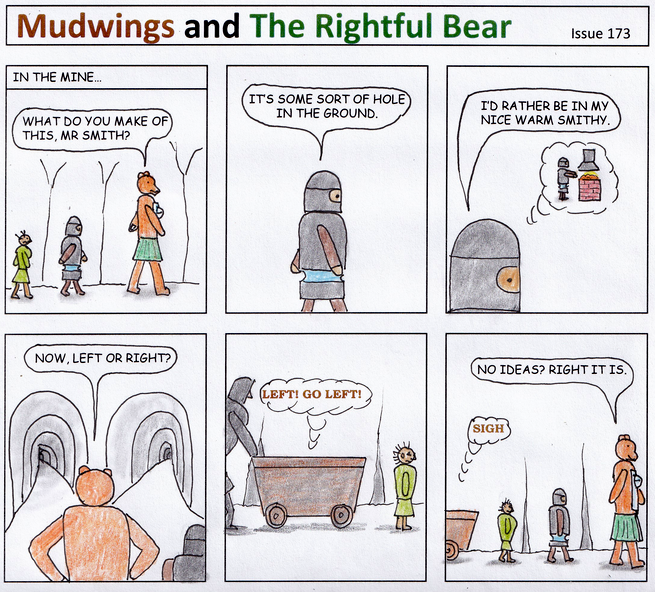 Mudwings and The Rightful Bear
Issue 173
IN THE MINE...
WHAT DO YOU MAKE OF
THIS, MR SMITH?
IT'S SOME SORT OF HOLE
IN THE GROUND.
I'D RATHER BE IN MY
NICE WARM SMITHY.
NOW, LEFT OR RIGHT?
LEFT! GO LEFT!
NO IDEAS? RIGHT IT IS.
SIGH